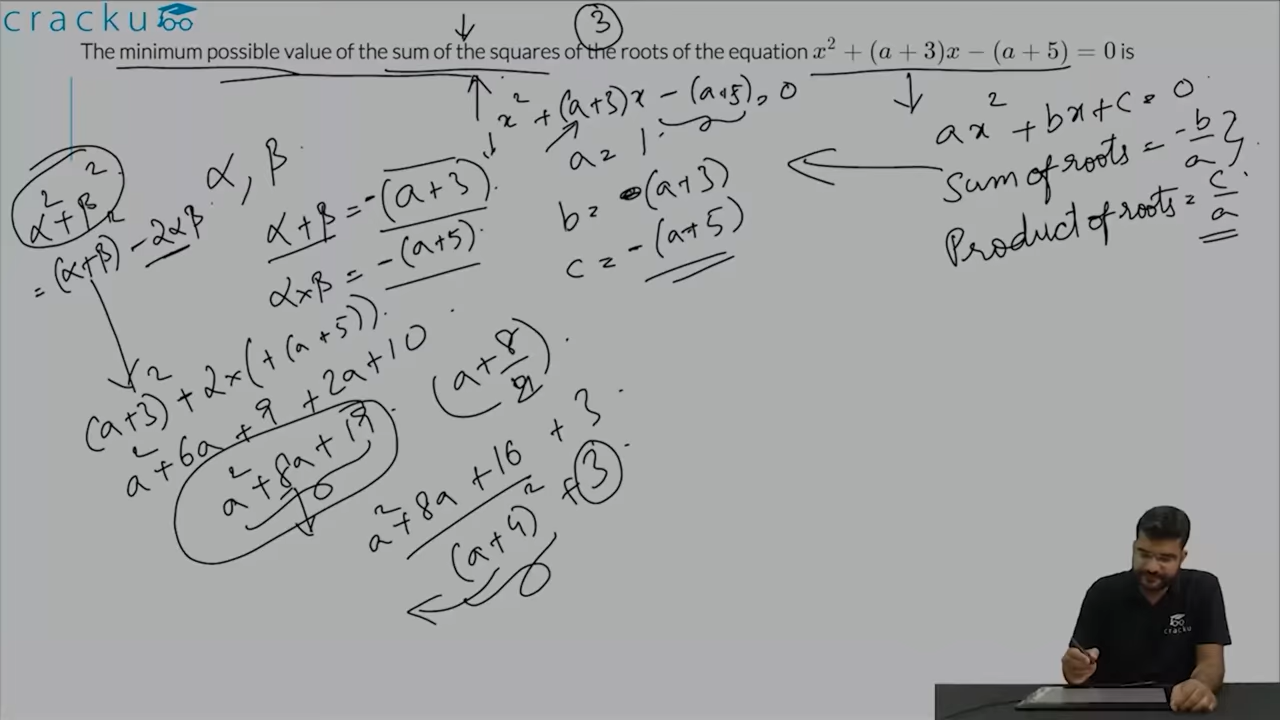 cracku
3
The minimum possible value of the sum of the squares of the roots of the equation x² + (a + 3)x − (a + 5) = 0 is
x² + (a+3)x − (a+5) = 0
a = 1
b = (a+3)
c = −(a+5)
ax² + bx + c = 0
Sum of roots = −b/a
Product of roots = c/a
α, β
α² + β²
= (α+β)² − 2αβ
α+β = −(a+3)
α×β = −(a+5)
(a+3)² + 2×(+(a+5))
a² + 6a + 9 + 2a + 10
a² + 8a + 19
(a + 8/2)
a² + 8a + 16 + 3
(a+4)² + 3
cracku